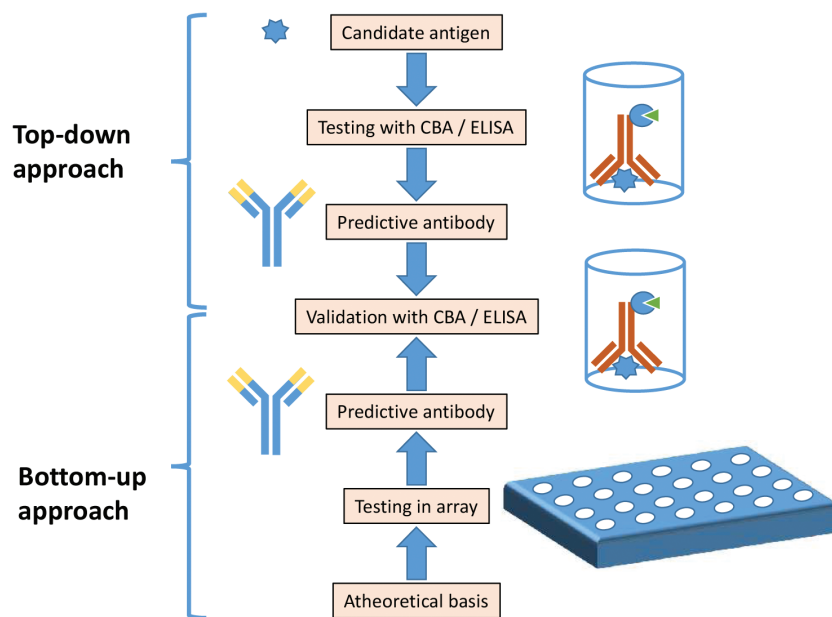 Candidate antigen
Testing with CBA / ELISA
Top-down
approach
Predictive antibody
Validation with CBA / ELISA
Predictive antibody
Bottom-up
approach
Testing in array
Atheoretical basis